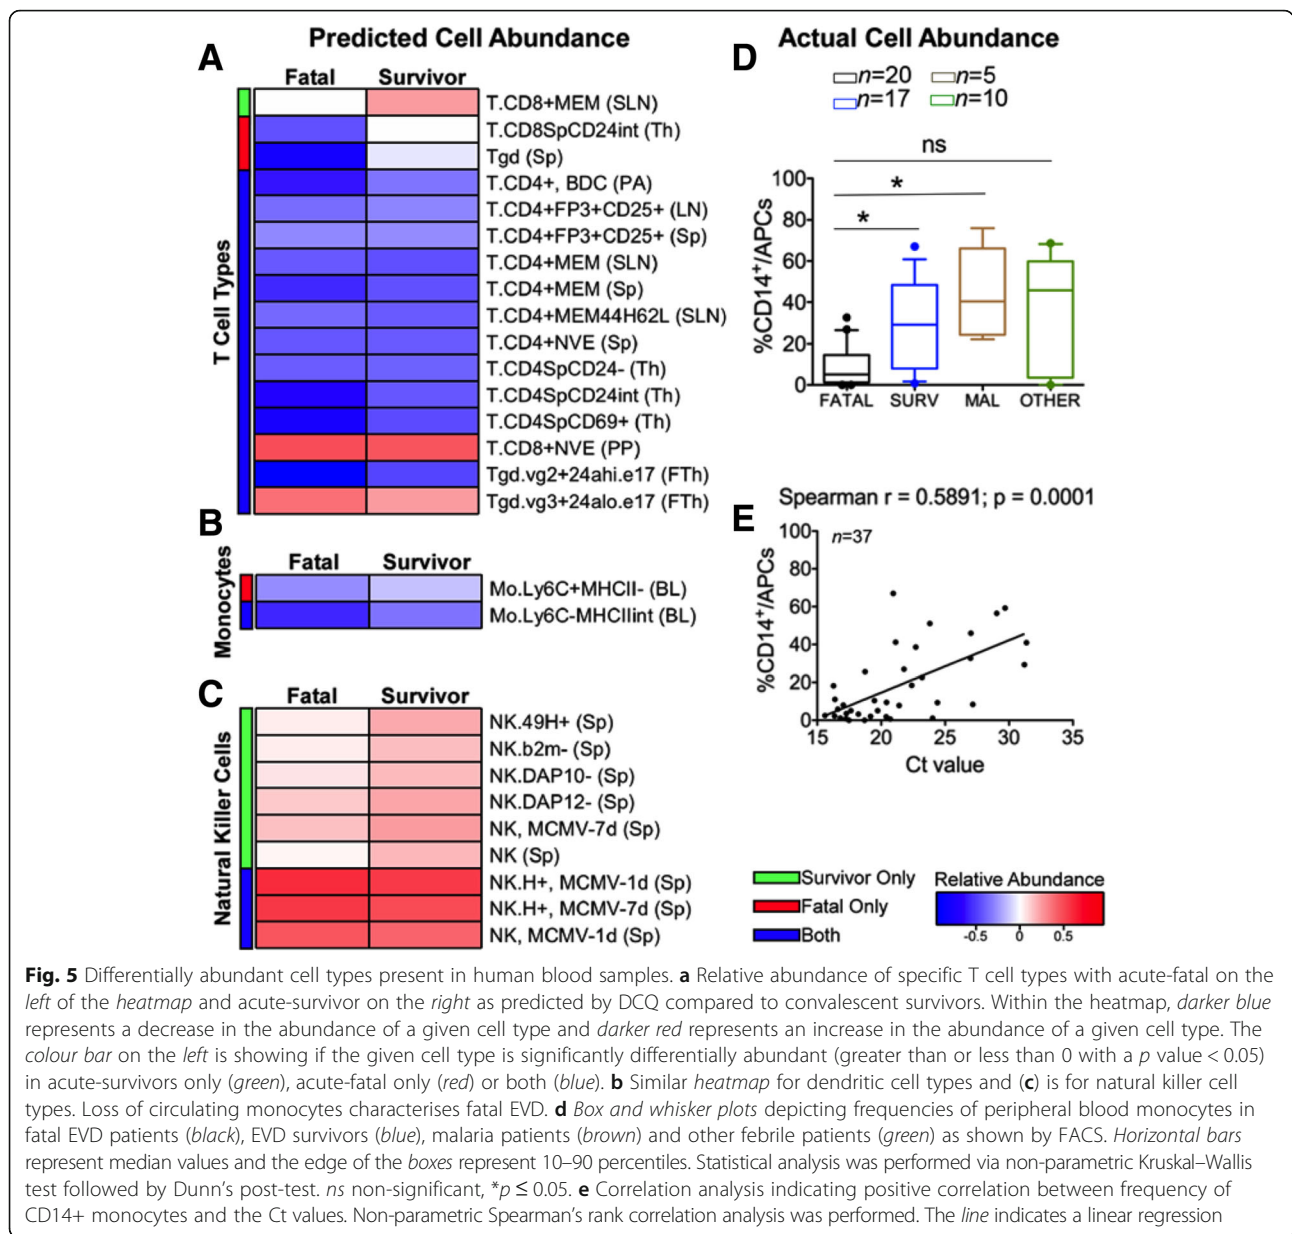 Predicted Cell Abundance
A
Fatal Survivor
T Cell Types
T.CD8+MEM (SLN)
T.CD8SpCD24int (Th)
Tgd (Sp)
T.CD4+, BDC (PA)
T.CD4+FP3+CD25+ (LN)
T.CD4+FP3+CD25+ (Sp)
T.CD4+MEM (SLN)
T.CD4+MEM (Sp)
T.CD4+MEM44H62L (SLN)
T.CD4+NVE (Sp)
T.CD4SpCD24- (Th)
T.CD4SpCD24int (Th)
T.CD4SpCD69+ (Th)
T.CD8+NVE (PP)
Tgd.vg2+24ahi.e17 (FTh)
Tgd.vg3+24alo.e17 (FTh)
B
Fatal Survivor
Monocytes
Mo.Ly6C+MHCII- (BL)
Mo.Ly6C-MHCIIint (BL)
C
Fatal Survivor
Natural Killer Cells
NK.49H+ (Sp)
NK.b2m- (Sp)
NK.DAP10- (Sp)
NK.DAP12- (Sp)
NK, MCMV-7d (Sp)
NK (Sp)
NK.H+, MCMV-1d (Sp)
NK.H+, MCMV-7d (Sp)
NK, MCMV-1d (Sp)
Actual Cell Abundance
D
n=20 n=5
n=17 n=10
ns
*
*
%CD14+/APCs
100
80
60
40
20
0
FATAL SURV MAL OTHER
Spearman r = 0.5891; p = 0.0001
E
n=37
%CD14+/APCs
100
80
60
40
20
0
15 20 25 30 35
Ct value
Survivor Only
Fatal Only
Both
Relative Abundance
-0.5 0 0.5
Fig. 5 Differentially abundant cell types present in human blood samples. a Relative abundance of specific T cell types with acute-fatal on the
left of the heatmap and acute-survivor on the right as predicted by DCQ compared to convalescent survivors. Within the heatmap, darker blue
represents a decrease in the abundance of a given cell type and darker red represents an increase in the abundance of a given cell type. The
colour bar on the left is showing if the given cell type is significantly differentially abundant (greater than or less than 0 with a p value < 0.05)
in acute-survivors only (green), acute-fatal only (red) or both (blue). b Similar heatmap for dendritic cell types and (c) is for natural killer cell
types. Loss of circulating monocytes characterises fatal EVD. d Box and whisker plots depicting frequencies of peripheral blood monocytes in
fatal EVD patients (black), EVD survivors (blue), malaria patients (brown) and other febrile patients (green) as shown by FACS. Horizontal bars
represent median values and the edge of the boxes represent 10–90 percentiles. Statistical analysis was performed via non-parametric Kruskal–Wallis
test followed by Dunn's post-test. ns non-significant, *p ≤ 0.05. e Correlation analysis indicating positive correlation between frequency of
CD14+ monocytes and the Ct values. Non-parametric Spearman's rank correlation analysis was performed. The line indicates a linear regression